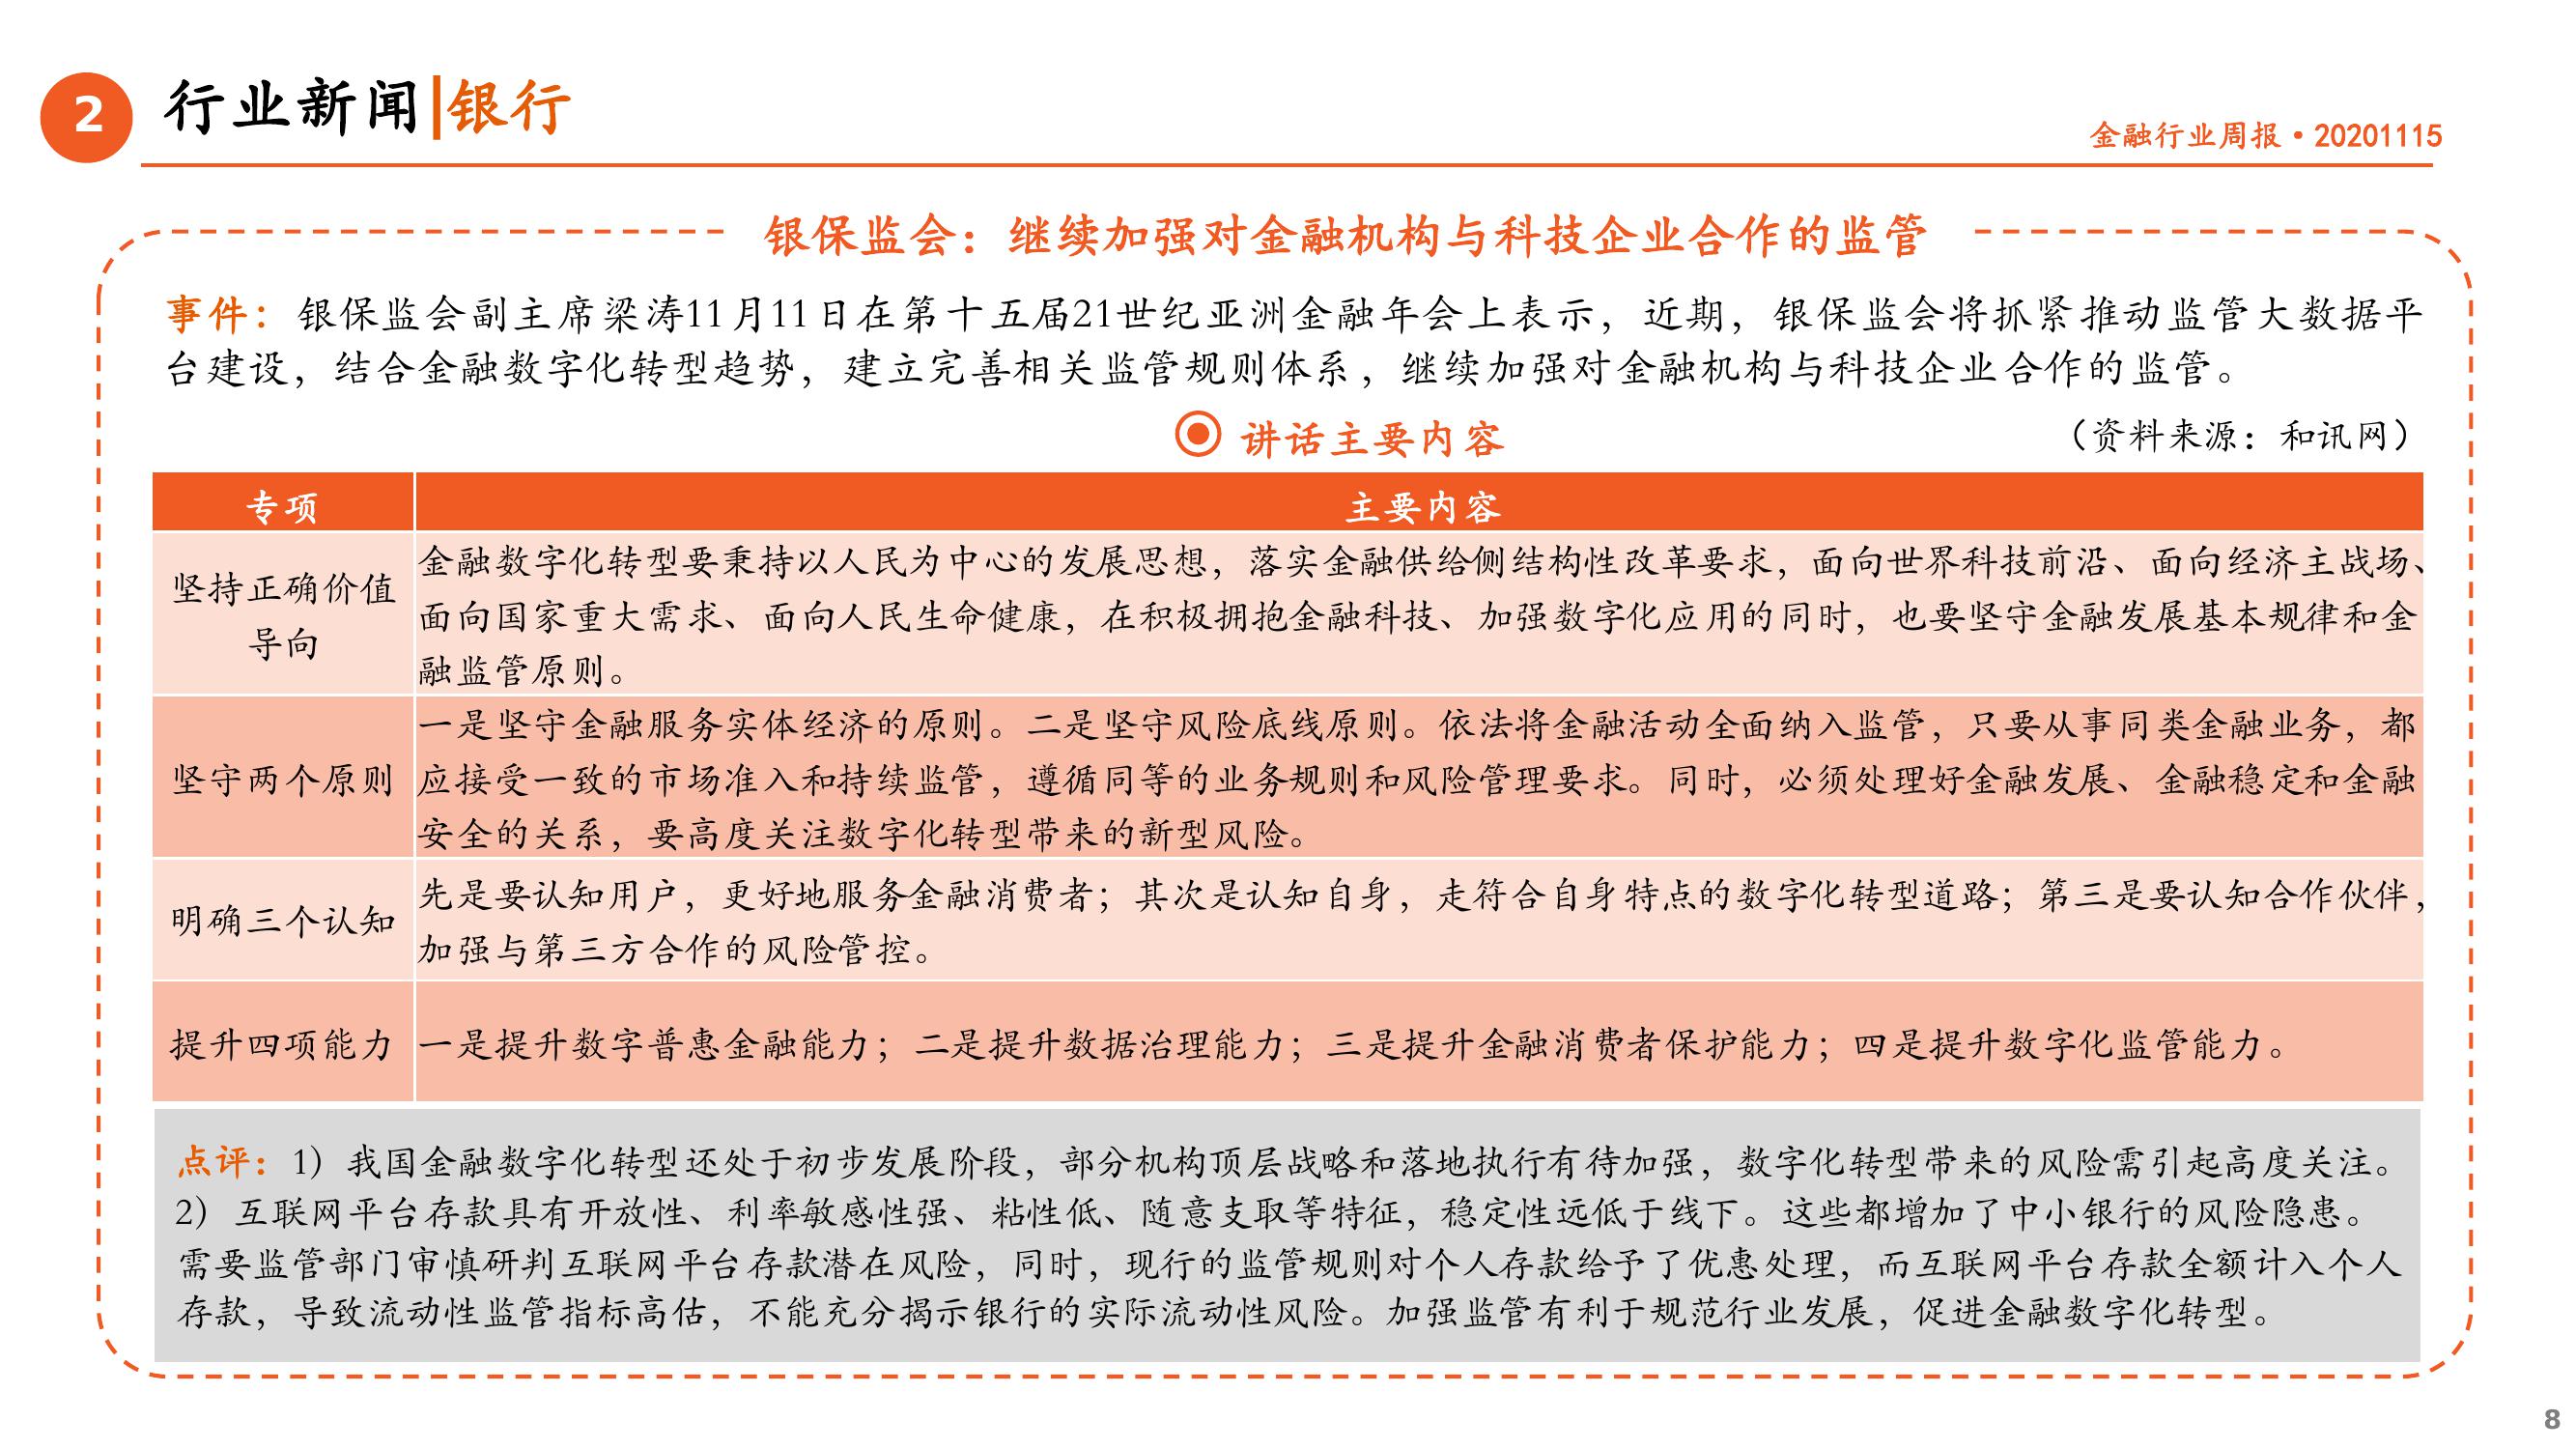 2
行业新闻|银行
金融行业周报·20201115
银保监会：继续加强对金融机构与科技企业合作的监管
事件：银保监会副主席梁涛11月11日在第十五届21世纪亚洲金融年会上表示，近期，银保监会将抓紧推动监管大数据平
台建设，结合金融数字化转型趋势，建立完善相关监管规则体系，继续加强对金融机构与科技企业合作的监管。
讲话主要内容
（资料来源：和讯网）
专项
主要内容
坚持正确价值
导向
金融数字化转型要秉持以人民为中心的发展思想，落实金融供给侧结构性改革要求，面向世界科技前沿、面向经济主战场、
面向国家重大需求、面向人民生命健康，在积极拥抱金融科技、加强数字化应用的同时，也要坚守金融发展基本规律和金
融监管原则。
坚守两个原则
一是坚守金融服务实体经济的原则。二是坚守风险底线原则。依法将金融活动全面纳入监管，只要从事同类金融业务，都
应接受一致的市场准入和持续监管，遵循同等的业务规则和风险管理要求。同时，必须处理好金融发展、金融稳定和金融
安全的关系，要高度关注数字化转型带来的新型风险。
明确三个认知
先是要认知用户，更好地服务金融消费者；其次是认知自身，走符合自身特点的数字化转型道路；第三是要认知合作伙伴，
加强与第三方合作的风险管控。
提升四项能力
一是提升数字普惠金融能力；二是提升数据治理能力；三是提升金融消费者保护能力；四是提升数字化监管能力。
点评：1）我国金融数字化转型还处于初步发展阶段，部分机构顶层战略和落地执行有待加强，数字化转型带来的风险需引起高度关注。
2）互联网平台存款具有开放性、利率敏感性强、粘性低、随意支取等特征，稳定性远低于线下。这些都增加了中小银行的风险隐患。
需要监管部门审慎研判互联网平台存款潜在风险，同时，现行的监管规则对个人存款给予了优惠处理，而互联网平台存款全额计入个人
存款，导致流动性监管指标高估，不能充分揭示银行的实际流动性风险。加强监管有利于规范行业发展，促进金融数字化转型。
8